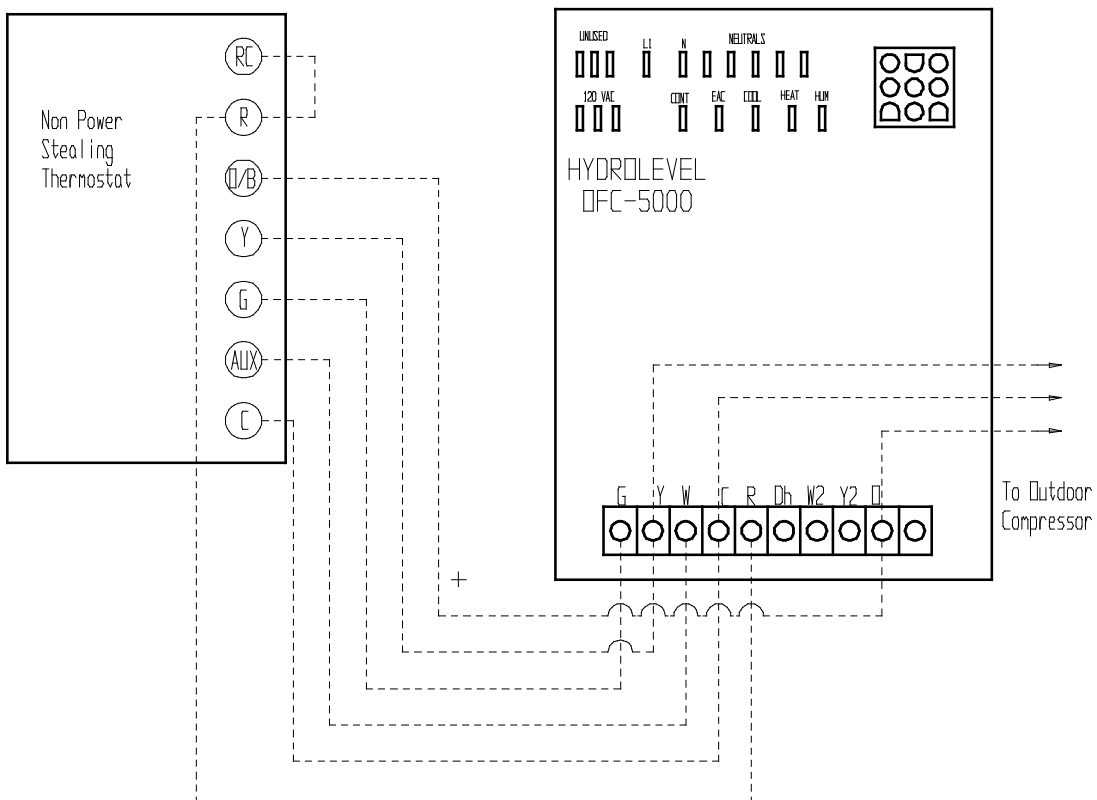 RC
R
O/B
Y
G
AUX
C
Non Power
Stealing
Thermostat
UNUSED L1 N NEUTRALS
120 VAC CONT EAC COOL HEAT HUM
HYDROLEVEL
OFC-5000
G Y W C R Dh W2 Y2 O
To Outdoor
Compressor